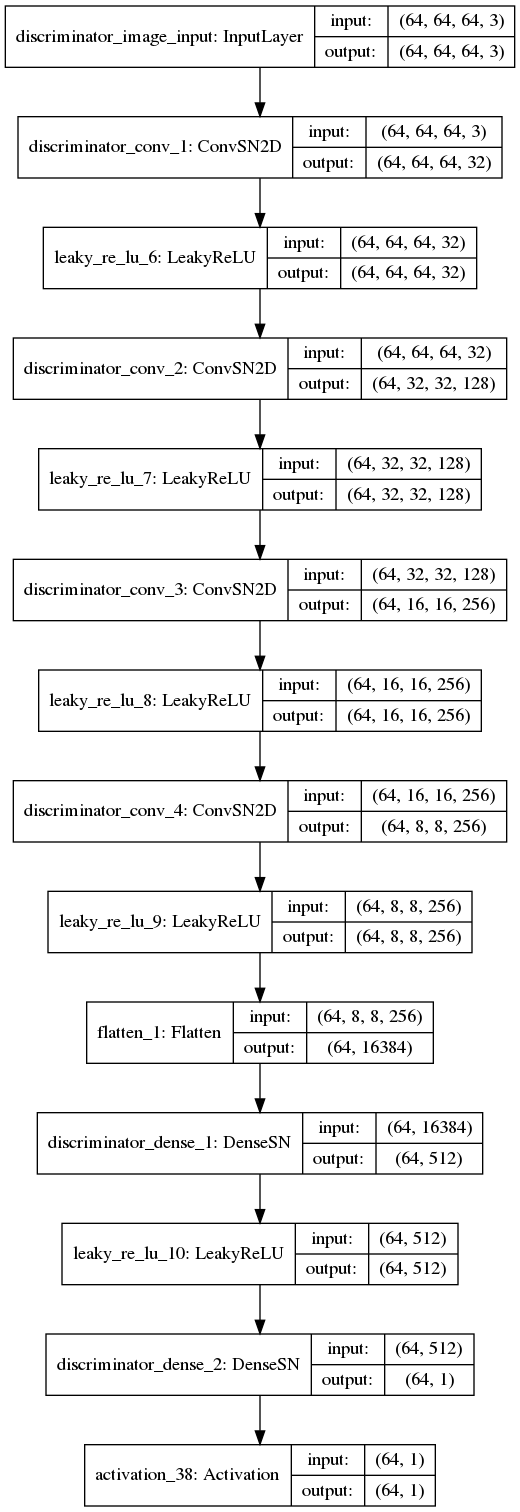 discriminator_image_input: InputLayer
input: (64, 64, 64, 3)
output: (64, 64, 64, 3)
discriminator_conv_1: ConvSN2D
input: (64, 64, 64, 3)
output: (64, 64, 64, 32)
leaky_re_lu_6: LeakyReLU
input: (64, 64, 64, 32)
output: (64, 64, 64, 32)
discriminator_conv_2: ConvSN2D
input: (64, 64, 64, 32)
output: (64, 32, 32, 128)
leaky_re_lu_7: LeakyReLU
input: (64, 32, 32, 128)
output: (64, 32, 32, 128)
discriminator_conv_3: ConvSN2D
input: (64, 32, 32, 128)
output: (64, 16, 16, 256)
leaky_re_lu_8: LeakyReLU
input: (64, 16, 16, 256)
output: (64, 16, 16, 256)
discriminator_conv_4: ConvSN2D
input: (64, 16, 16, 256)
output: (64, 8, 8, 256)
leaky_re_lu_9: LeakyReLU
input: (64, 8, 8, 256)
output: (64, 8, 8, 256)
flatten_1: Flatten
input: (64, 8, 8, 256)
output: (64, 16384)
discriminator_dense_1: DenseSN
input: (64, 16384)
output: (64, 512)
leaky_re_lu_10: LeakyReLU
input: (64, 512)
output: (64, 512)
discriminator_dense_2: DenseSN
input: (64, 512)
output: (64, 1)
activation_38: Activation
input: (64, 1)
output: (64, 1)